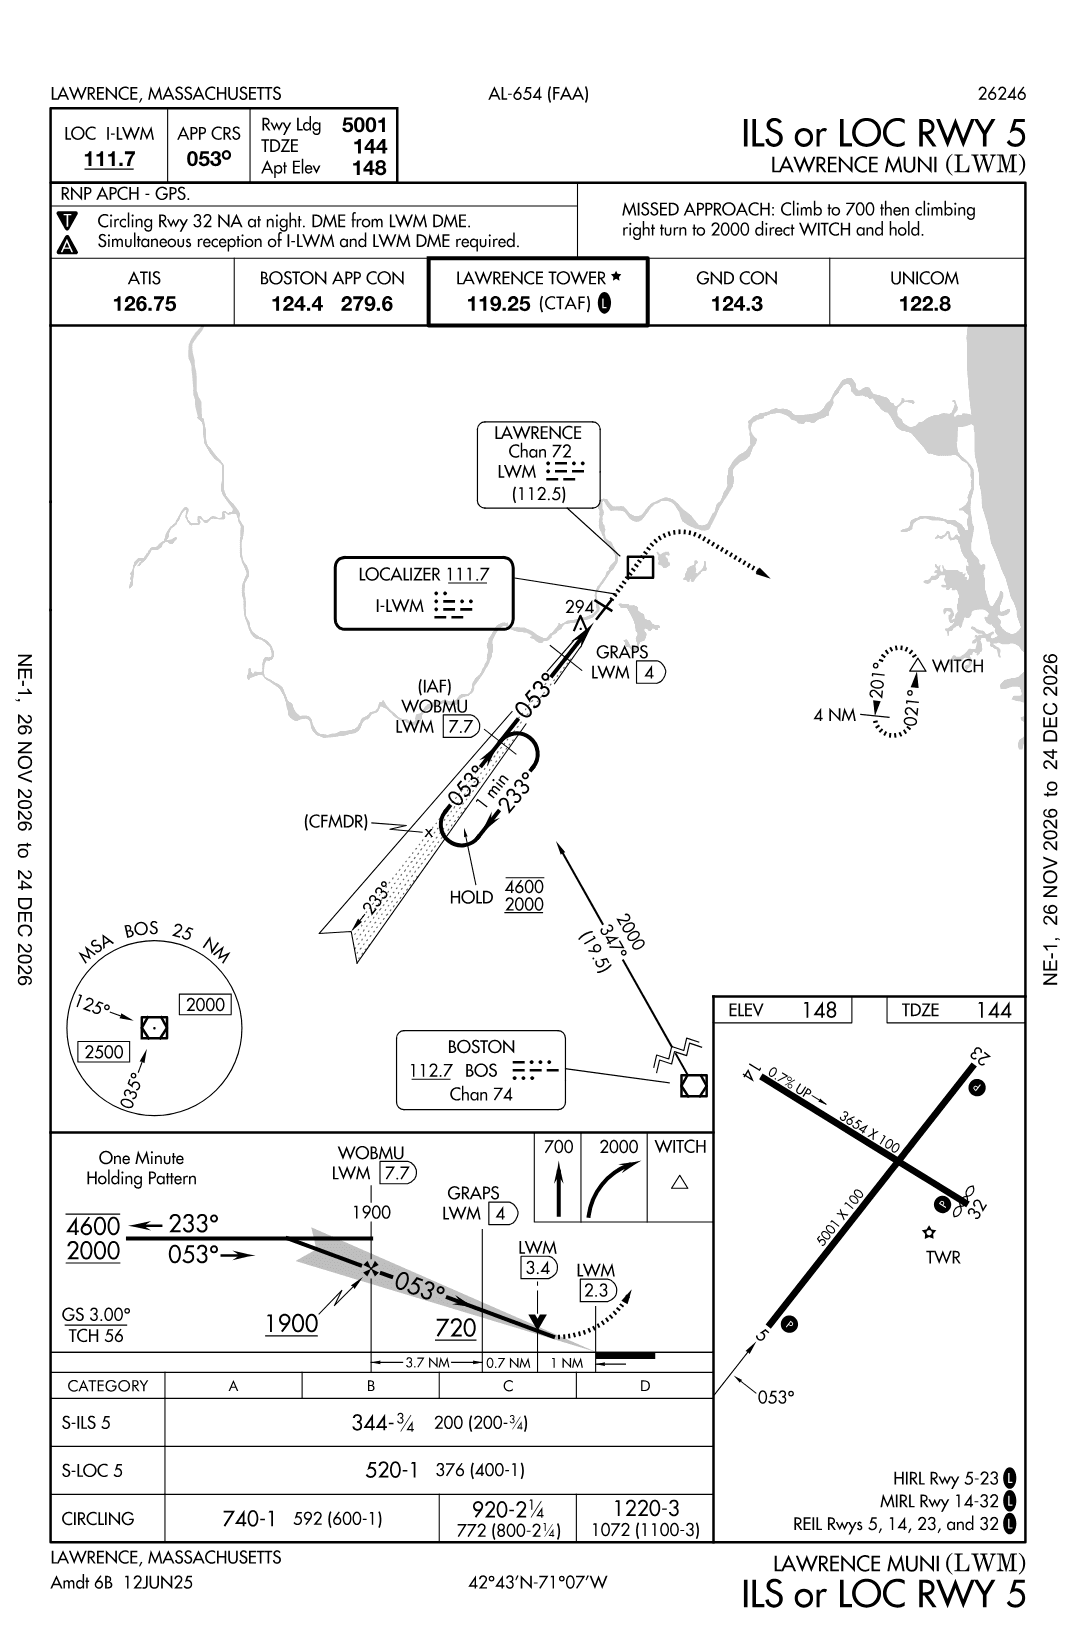 LAWRENCE, MASSACHUSETTS
AL-654 (FAA)
26246
LOC I-LWM
111.7
APP CRS
053°
Rwy Ldg 5001
TDZE 144
Apt Elev 148
ILS or LOC RWY 5
LAWRENCE MUNI (LWM)
RNP APCH - GPS.
T
Circling Rwy 32 NA at night. DME from LWM DME.
A
Simultaneous reception of I-LWM and LWM DME required.
MISSED APPROACH: Climb to 700 then climbing
right turn to 2000 direct WITCH and hold.
ATIS
126.75
BOSTON APP CON
124.4 279.6
LAWRENCE TOWER ★
119.25 (CTAF) L
GND CON
124.3
UNICOM
122.8
LAWRENCE
Chan 72
LWM
(112.5)
LOCALIZER 111.7
I-LWM
294
GRAPS
LWM 4
(IAF)
WOBMU
LWM 7.7
053°
053°
1 min
233°
(CFMDR)
x
233°
HOLD
4600
2000
WITCH
201°
021°
4 NM
2000
347°
(19.5)
MSA BOS 25 NM
125°
2000
2500
035°
BOSTON
112.7 BOS
Chan 74
ELEV 148
TDZE 144
14
0.7% UP
3654 X 100
23
P
P
32
5001 X 100
TWR
5
P
053°
HIRL Rwy 5-23 L
MIRL Rwy 14-32 L
REIL Rwys 5, 14, 23, and 32 L
One Minute
Holding Pattern
WOBMU
LWM 7.7
1900
GRAPS
LWM 4
700
2000
WITCH
4600
2000
233°
053°
053°
LWM
3.4
LWM
2.3
GS 3.00°
TCH 56
1900
720
3.7 NM
0.7 NM
1 NM
CATEGORY A B C D
S-ILS 5 344-¾ 200 (200-¾)
S-LOC 5 520-1 376 (400-1)
CIRCLING 740-1 592 (600-1)
920-2¼
772 (800-2¼)
1220-3
1072 (1100-3)
LAWRENCE, MASSACHUSETTS
Amdt 6B 12JUN25
42°43'N-71°07'W
LAWRENCE MUNI (LWM)
ILS or LOC RWY 5
NE-1, 26 NOV 2026 to 24 DEC 2026
NE-1, 26 NOV 2026 to 24 DEC 2026